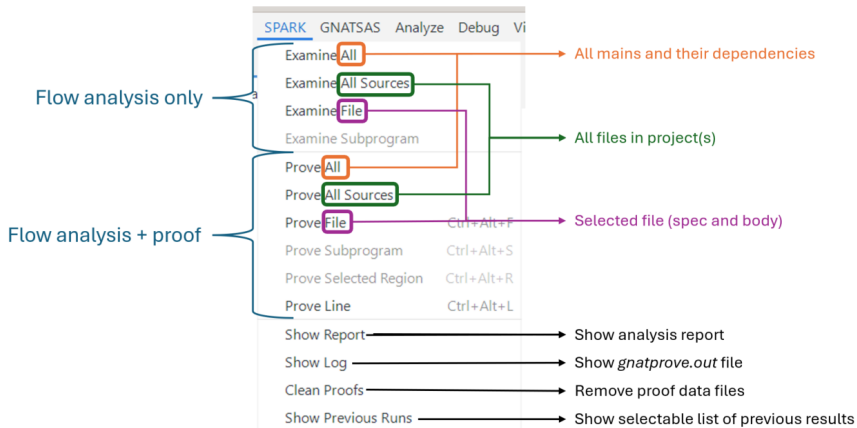 SPARK GNATSAS Analyze Debug Vi
Examine All
All mains and their dependencies
Examine All Sources
a
Flow analysis only
Examine File
Examine Subprogram
All files in project(s)
Prove All
Prove All Sources
Prove File Ctrl+Alt+F
Selected file (spec and body)
Flow analysis + proof
Prove Subprogram Ctrl+Alt+S
Prove Selected Region Ctrl+Alt+R
Prove Line Ctrl+Alt+L
Show Report
Show analysis report
Show Log
Show gnatprove.out file
Clean Proofs
Remove proof data files
Show Previous Runs
Show selectable list of previous results